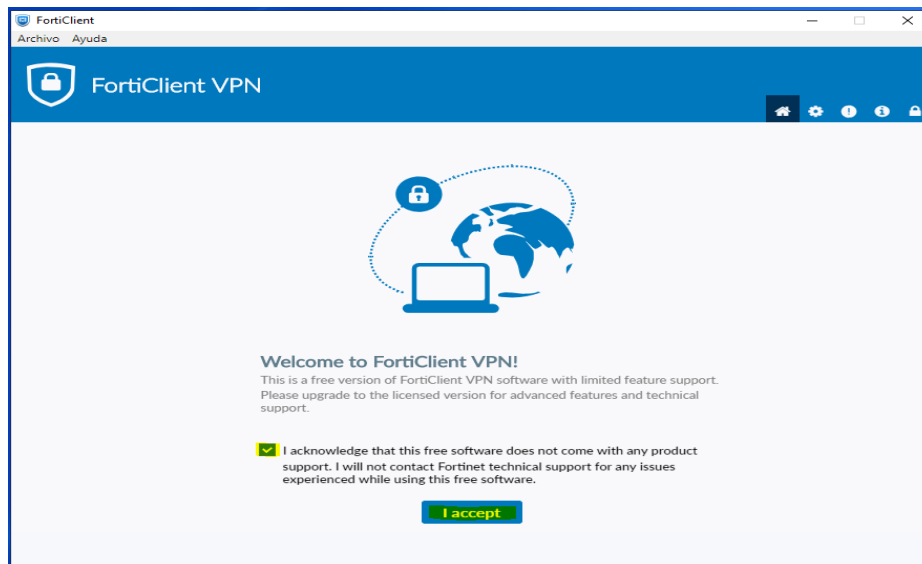 FortiClient
Archivo Ayuda
FortiClient VPN
Welcome to FortiClient VPN!
This is a free version of FortiClient VPN software with limited feature support.
Please upgrade to the licensed version for advanced features and technical
support.
I acknowledge that this free software does not come with any product
support. I will not contact Fortinet technical support for any issues
experienced while using this free software.
I accept